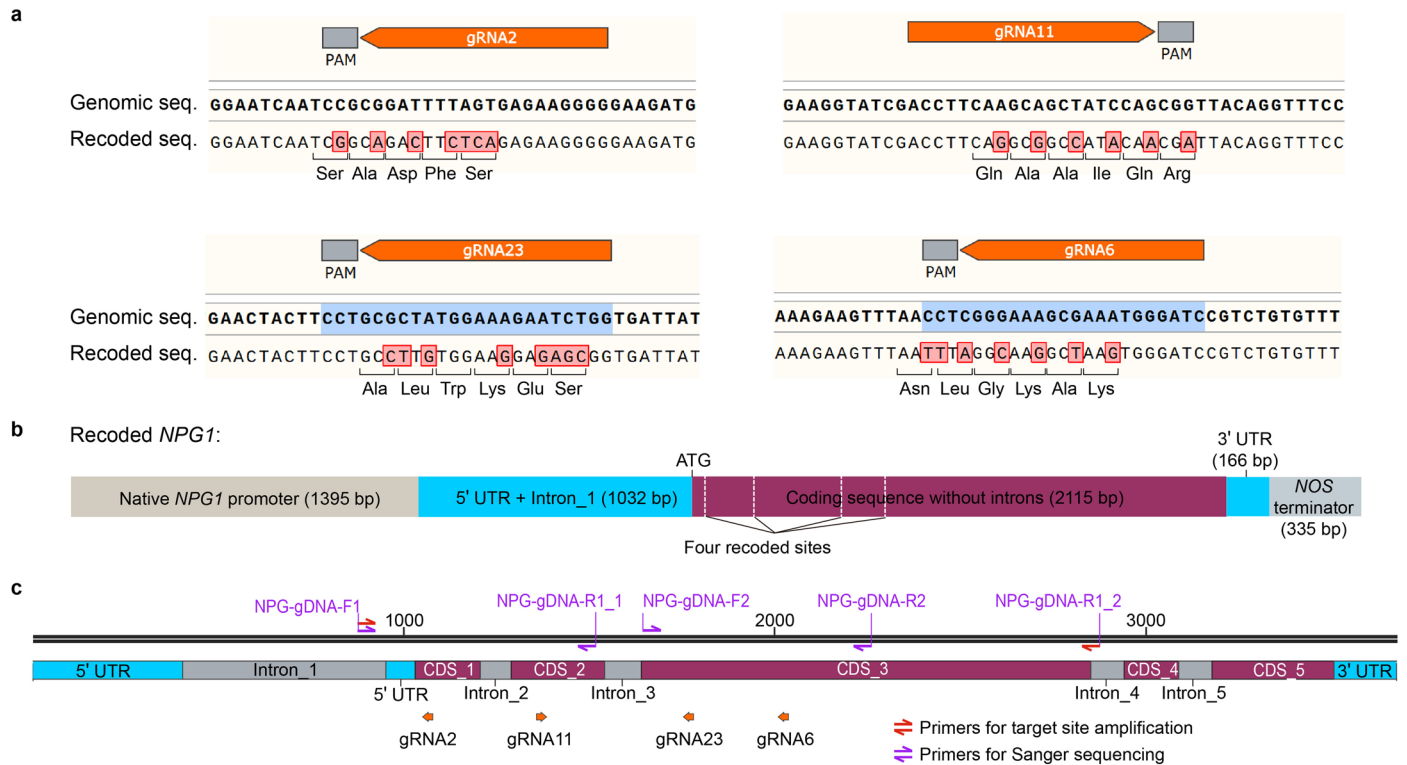 a
gRNA2
PAM
Genomic seq. GGAATCAATCCGCGGATTTTAGTGAGAAGGGGGAAGATG
Recoded seq. GGAATCAATCGGCAGACTTCTCAGAGAAGGGGGAAGATG
Ser Ala Asp Phe Ser
gRNA11
PAM
GAAGGTATCGACCTTCAAGCAGCTATCCAGCGGTTACAGGTTTCC
GAAGGTATCGACCTTCAGGCGGCCATACAACGATTACAGGTTTCC
Gln Ala Ala Ile Gln Arg
gRNA23
PAM
Genomic seq. GAACTACTTCCTGCGCTATGGAAAGAATCTGGTGATTAT
Recoded seq. GAACTACTTCCTGCCTTGTGGAAGGAGAGCGGTGATTAT
Ala Leu Trp Lys Glu Ser
gRNA6
PAM
AAAGAAGTTTAACCTCGGGAAAGCGAAATGGGATCCGTCTGTGTTT
AAAGAAGTTTAATTTAGGCAAGGCTAAGTGGGATCCGTCTGTGTTT
Asn Leu Gly Lys Ala Lys
b
Recoded NPG1:
ATG
3' UTR
(166 bp)
Native NPG1 promoter (1395 bp)
5' UTR + Intron_1 (1032 bp)
Coding sequence without introns (2115 bp)
NOS
terminator
(335 bp)
Four recoded sites
c
NPG-gDNA-F1 NPG-gDNA-R1_1 NPG-gDNA-F2 NPG-gDNA-R2 NPG-gDNA-R1_2
1000 2000 3000
5' UTR Intron_1 CDS_1 CDS_2 CDS_3 CDS_4 CDS_5 3' UTR
5' UTR Intron_2 Intron_3 Intron_4 Intron_5
gRNA2 gRNA11 gRNA23 gRNA6
Primers for target site amplification
Primers for Sanger sequencing